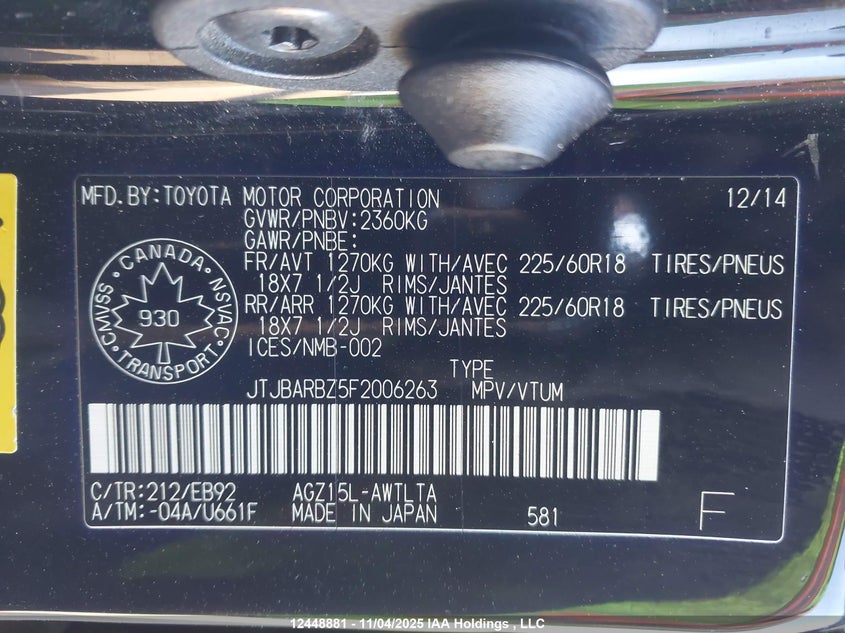 MFD.BY:TOYOTA MOTOR CORPORATION 12/14
GVWR/PNBV:2360KG
GAWR/PNBE:
FR/AVT 1270KG WITH/AVEC 225/60R18 TIRES/PNEUS
18X7 1/2J RIMS/JANTES
RR/ARR 1270KG WITH/AVEC 225/60R18 TIRES/PNEUS
18X7 1/2J RIMS/JANTES
ICES/NMB-002
CANADA
CMVSS NSVAC
930
TRANSPORT
TYPE
JTJBARBZ5F2006263 MPV/VTUM
C/TR:212/EB92 AGZ15L-AWTLTA
A/TM:-04A/U661F MADE IN JAPAN 581 F
12448881 - 11/04/2025 IAA Holdings , LLC